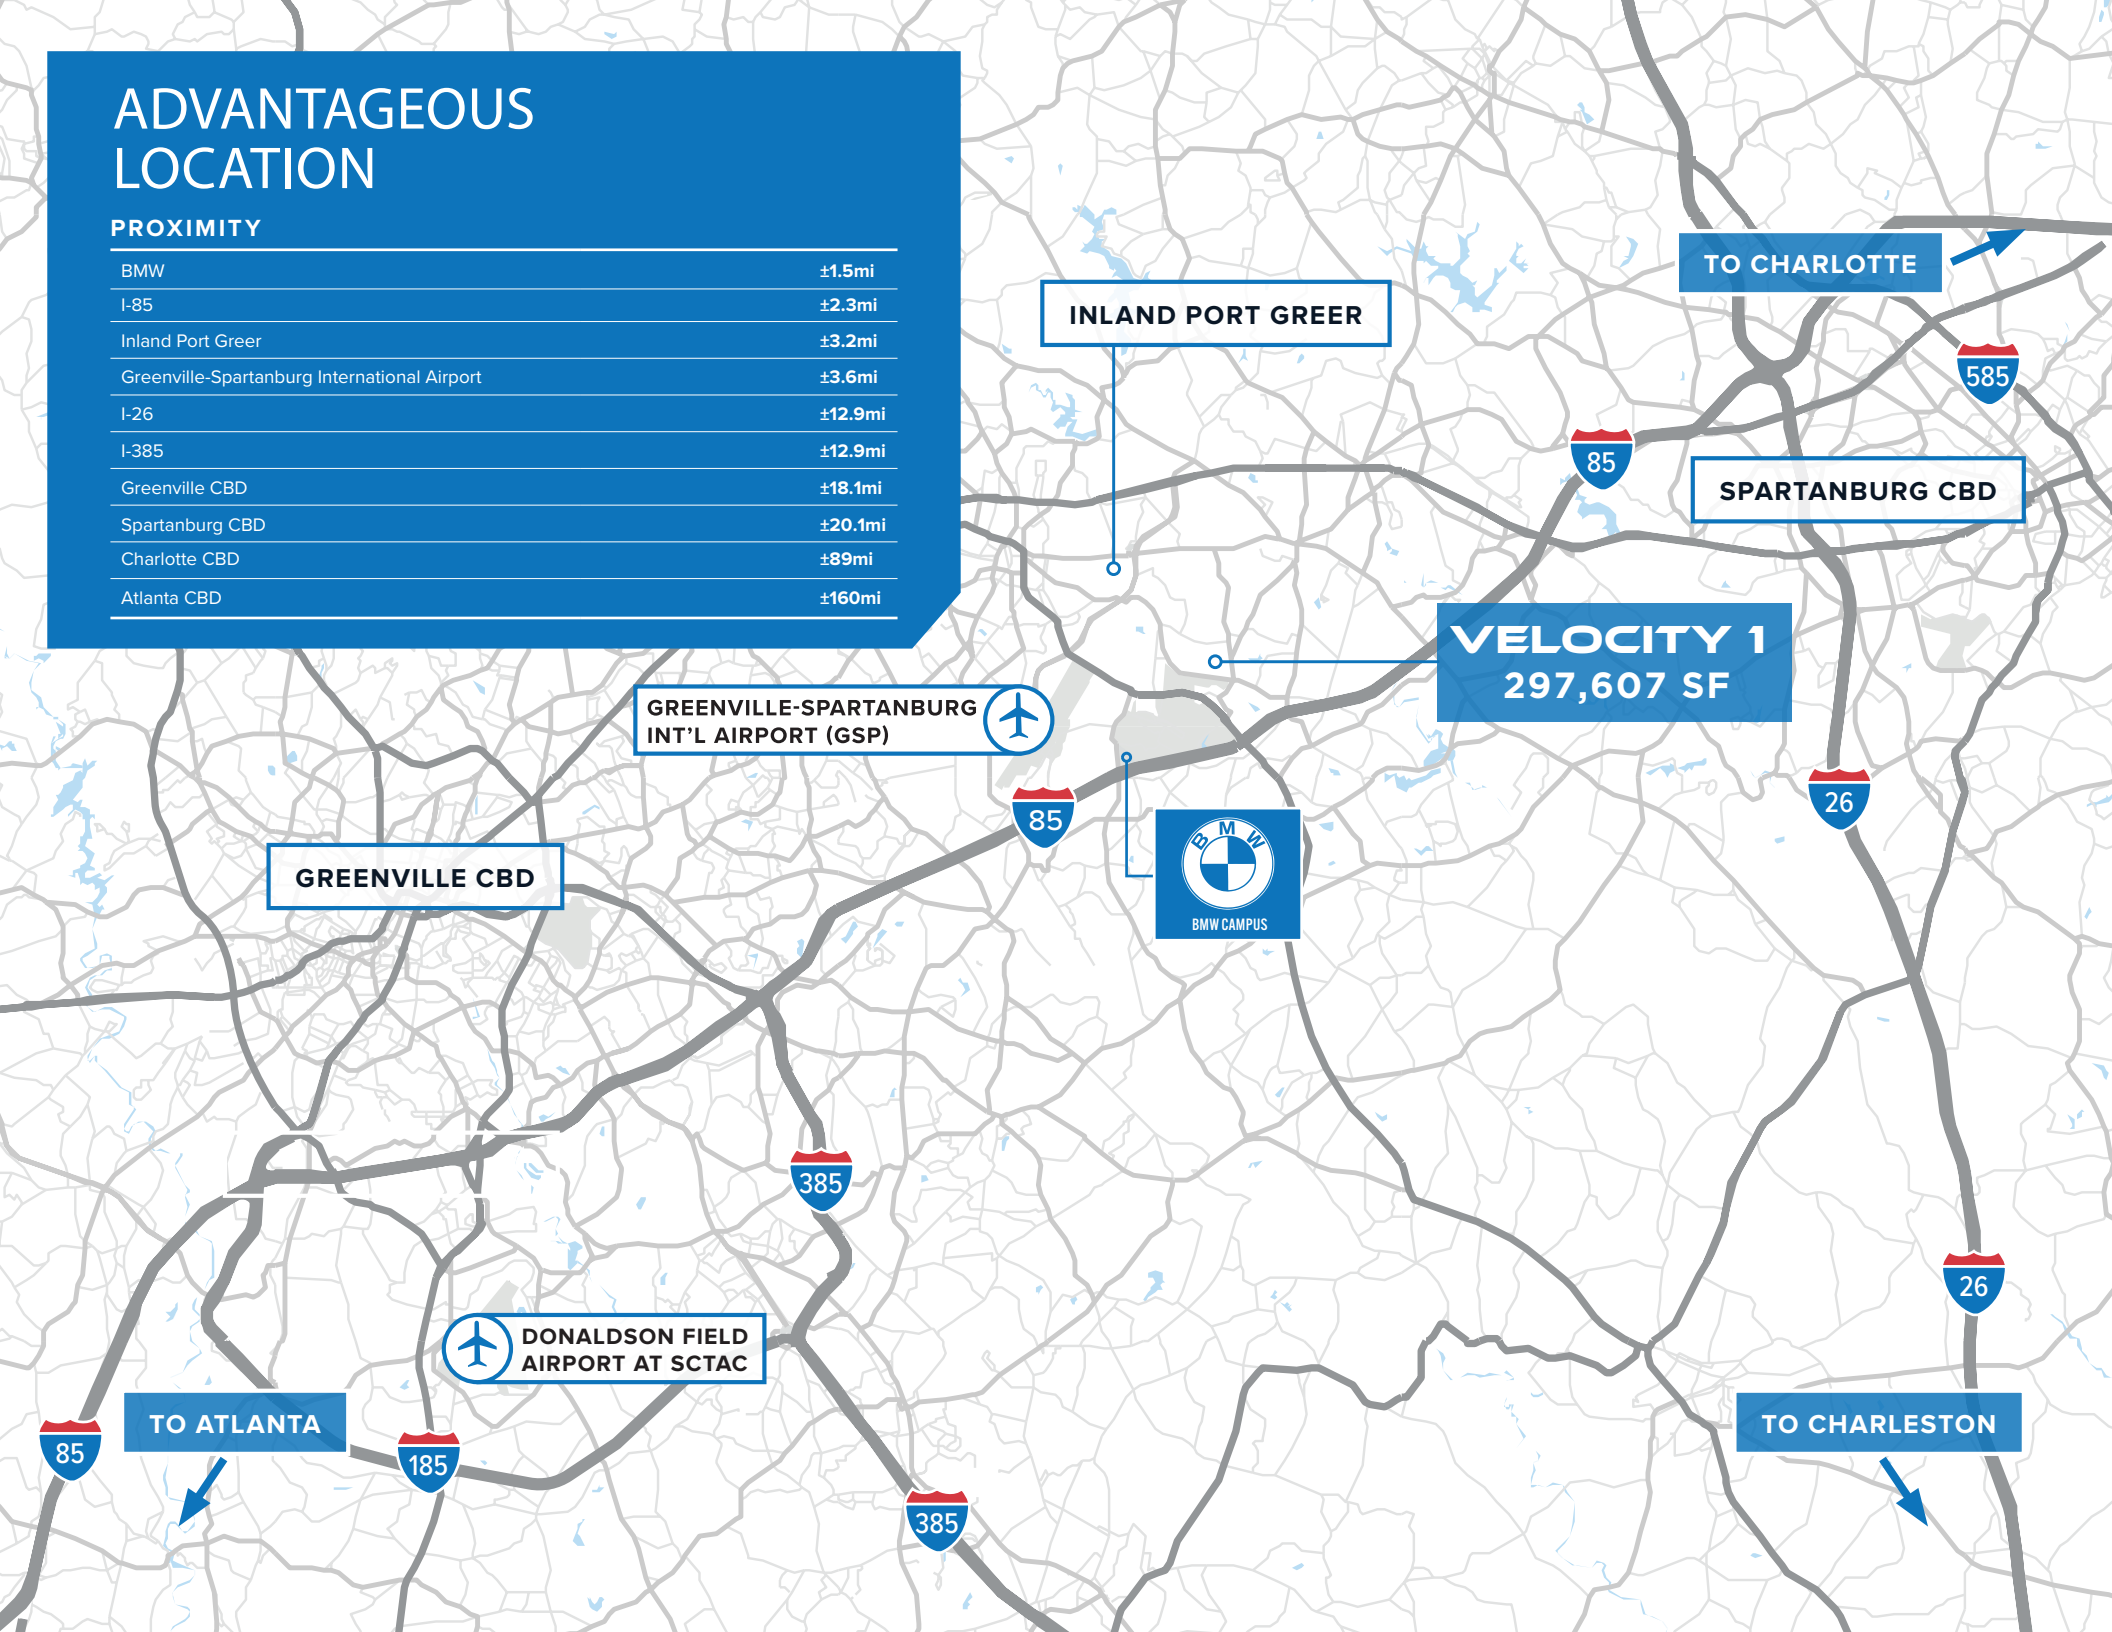 ADVANTAGEOUS
LOCATION
PROXIMITY
BMW ±1.5mi
I-85 ±2.3mi
Inland Port Greer ±3.2mi
Greenville-Spartanburg International Airport ±3.6mi
I-26 ±12.9mi
I-385 ±12.9mi
Greenville CBD ±18.1mi
Spartanburg CBD ±20.1mi
Charlotte CBD ±89mi
Atlanta CBD ±160mi
TO CHARLOTTE
INLAND PORT GREER
585
85
SPARTANBURG CBD
VELOCITY 1
297,607 SF
GREENVILLE-SPARTANBURG
INT'L AIRPORT (GSP)
26
85
BMW
BMW CAMPUS
GREENVILLE CBD
385
26
DONALDSON FIELD
AIRPORT AT SCTAC
TO ATLANTA
TO CHARLESTON
85
185
385